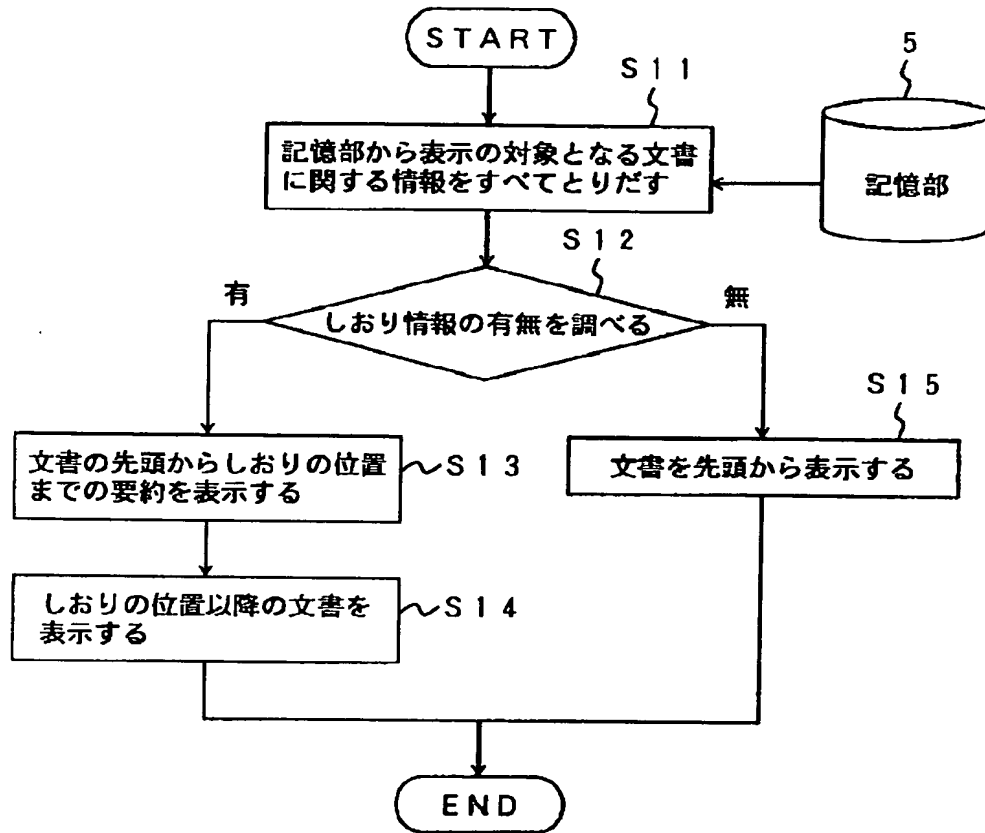 START
S11
5
記憶部から表示の対象となる文書
に関する情報をすべてとりだす
記憶部
S12
有
無
しおり情報の有無を調べる
S15
文書の先頭からしおりの位置
までの要約を表示する
S13
文書を先頭から表示する
しおりの位置以降の文書を
表示する
S14
END